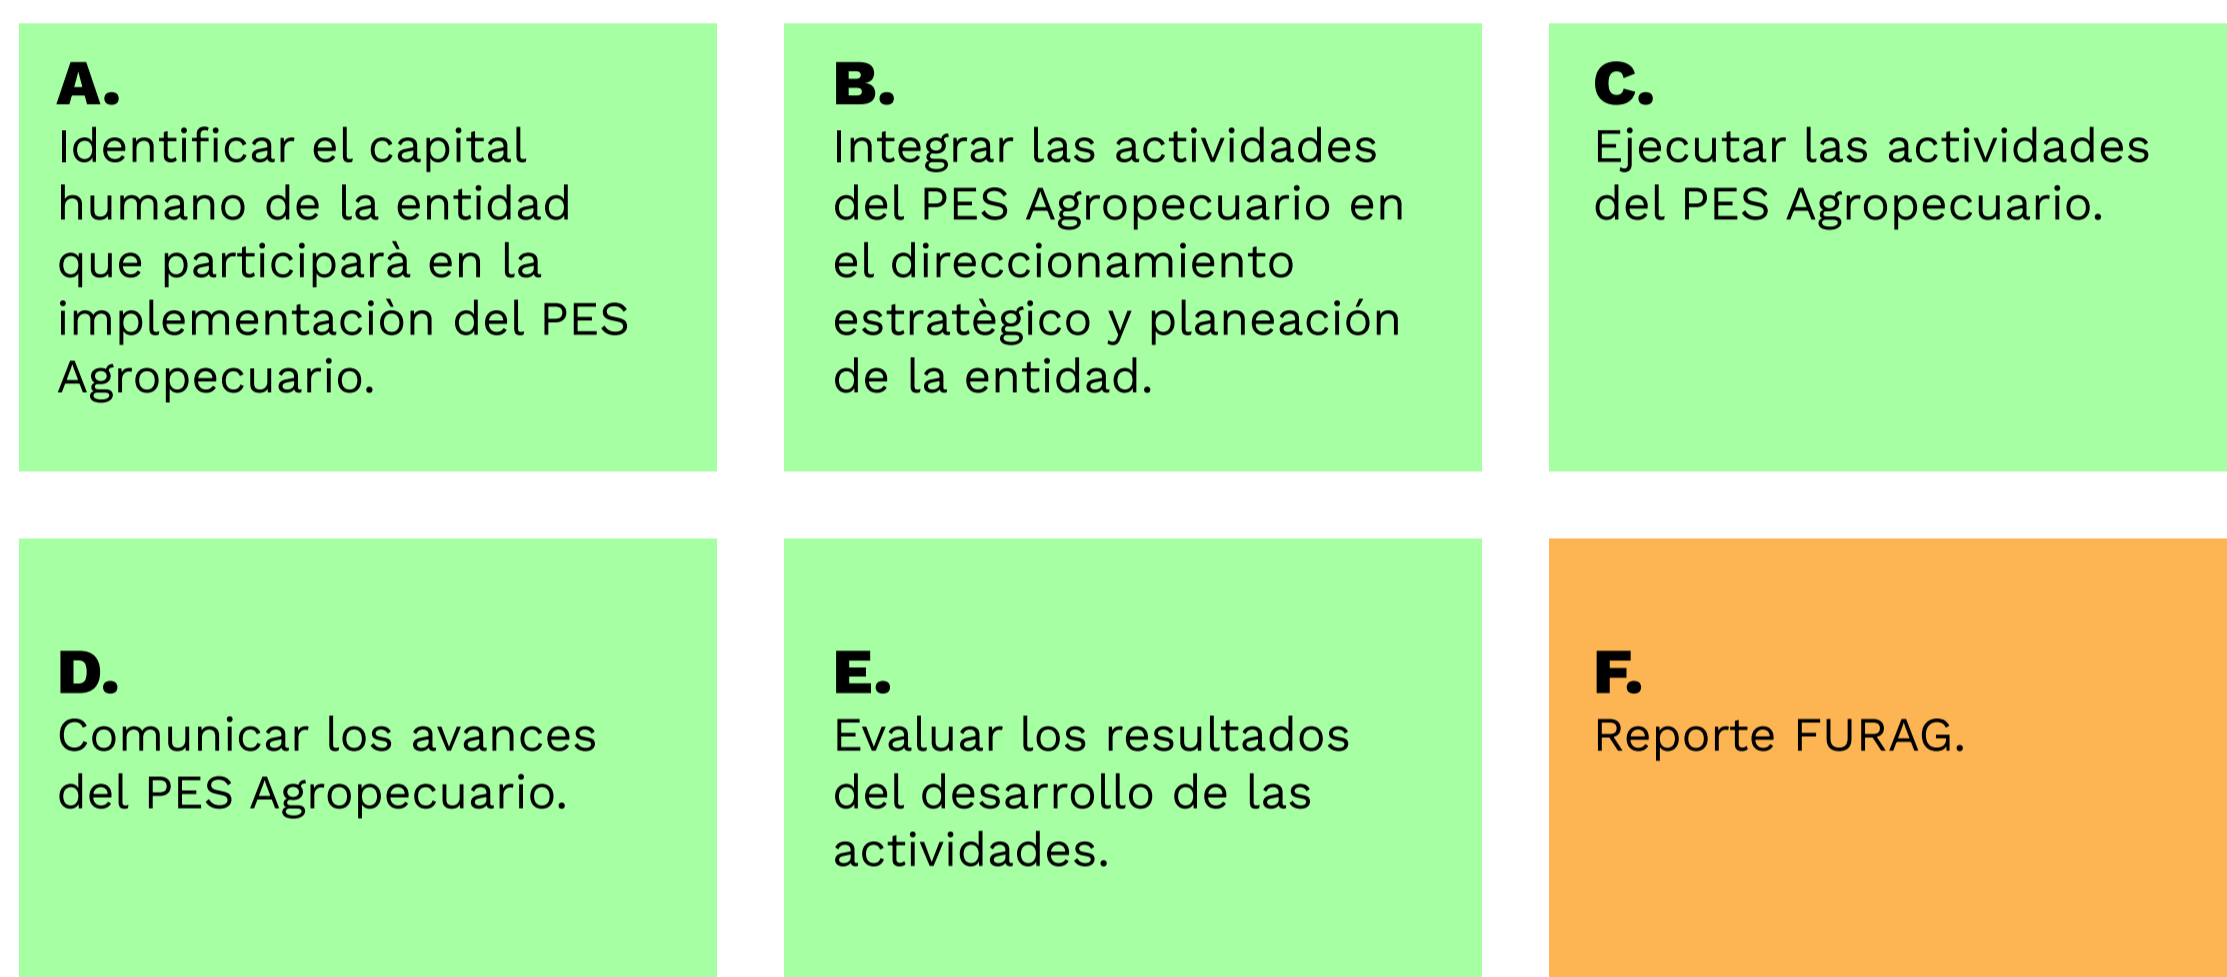 A.
Identificar el capital
humano de la entidad
que participarà en la
implementaciòn del PES
Agropecuario.
B.
Integrar las actividades
del PES Agropecuario en
el direccionamiento
estratègico y planeación
de la entidad.
C.
Ejecutar las actividades
del PES Agropecuario.
D.
Comunicar los avances
del PES Agropecuario.
E.
Evaluar los resultados
del desarrollo de las
actividades.
F.
Reporte FURAG.